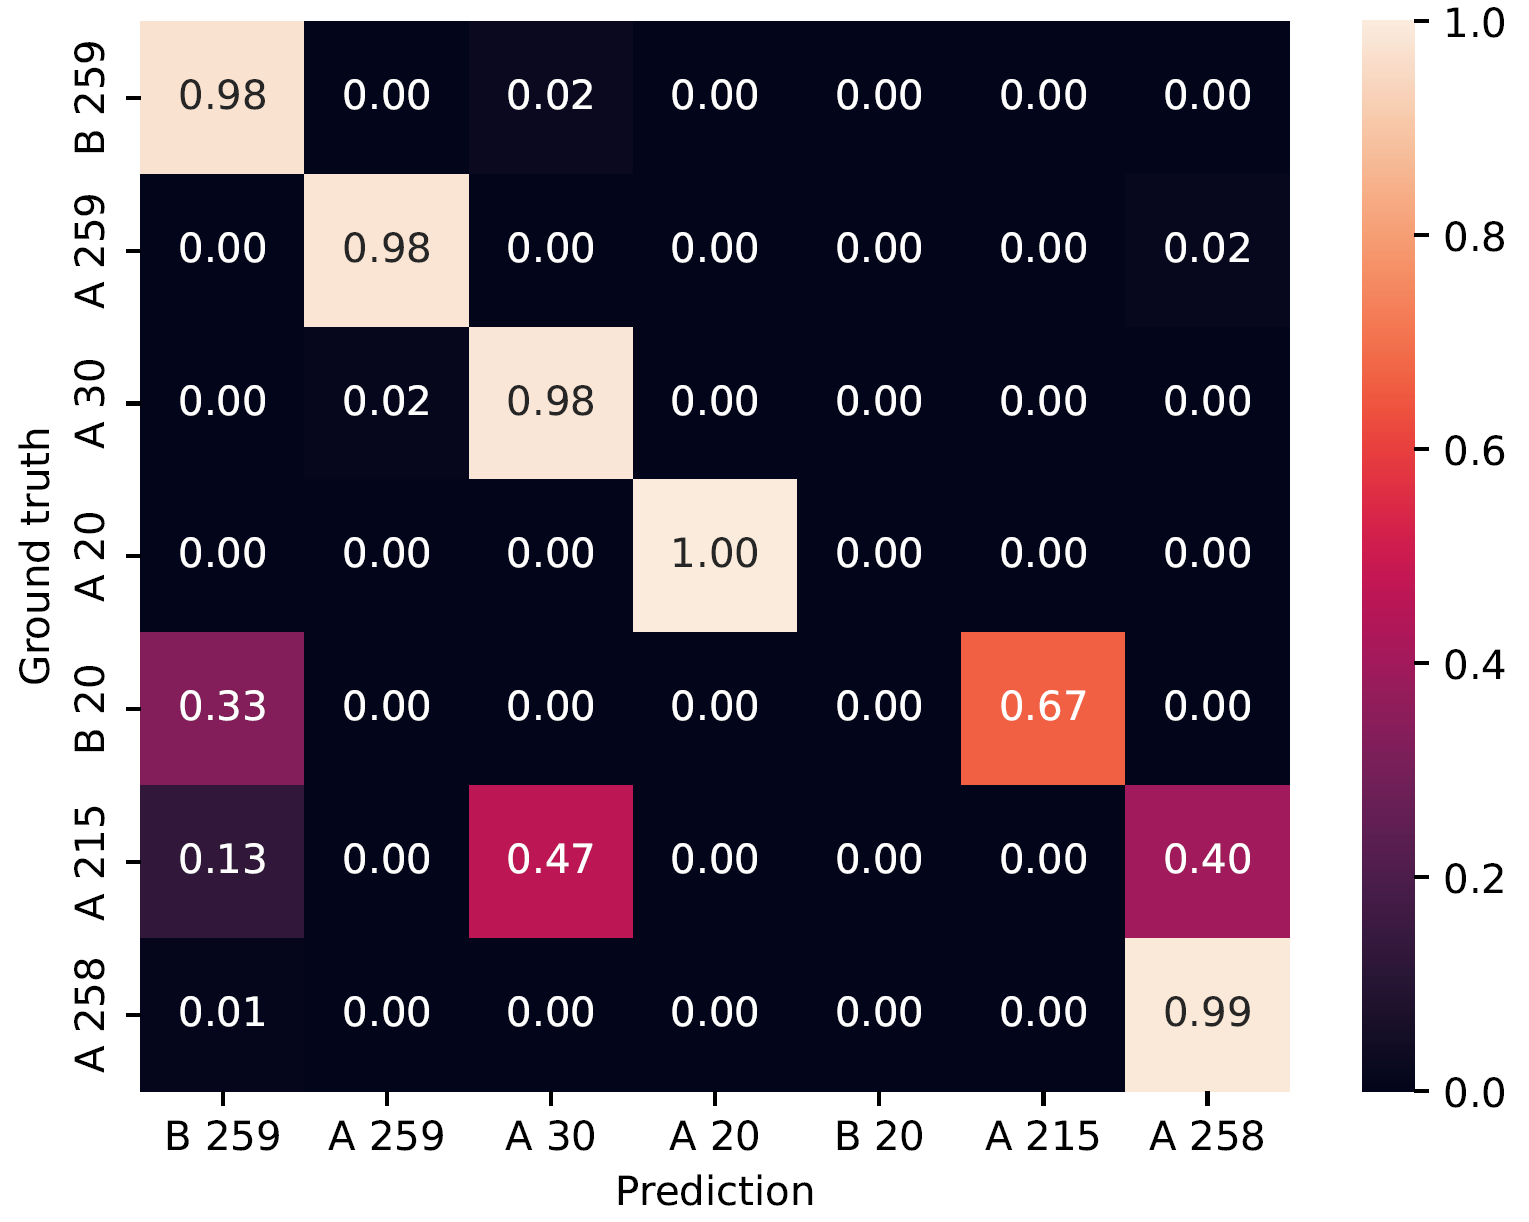 B 259 0.98 0.00 0.02 0.00 0.00 0.00 0.00
A 259 0.00 0.98 0.00 0.00 0.00 0.00 0.02
A 30 0.00 0.02 0.98 0.00 0.00 0.00 0.00
A 20 0.00 0.00 0.00 1.00 0.00 0.00 0.00
B 20 0.33 0.00 0.00 0.00 0.00 0.67 0.00
A 215 0.13 0.00 0.47 0.00 0.00 0.00 0.40
A 258 0.01 0.00 0.00 0.00 0.00 0.00 0.99
B 259 A 259 A 30 A 20 B 20 A 215 A 258
Prediction
Ground truth
1.0
0.8
0.6
0.4
0.2
0.0